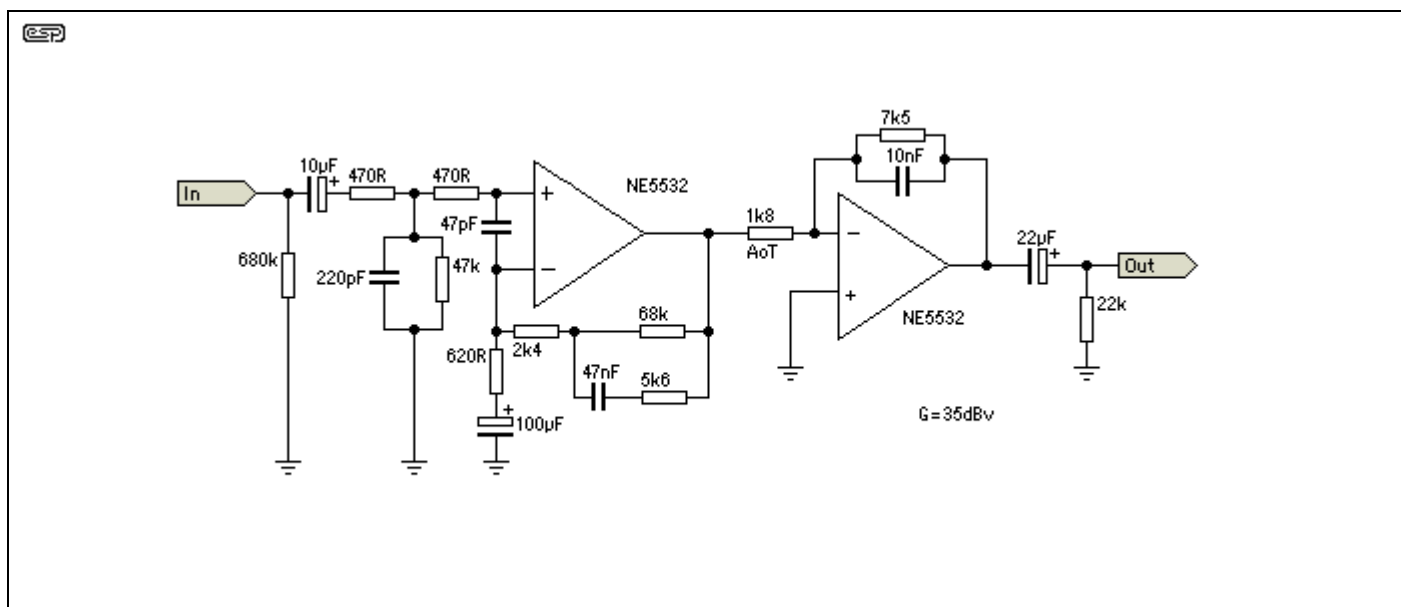 esp
7k5
10nF
10µF
+
470R
470R
NE5532
In
+
47pF
1k8
−
22µF
+
680k
220pF
47k
−
AoT
Out
+
NE5532
22k
68k
620R
2k4
47nF
5k6
+
100µF
G=35dBv